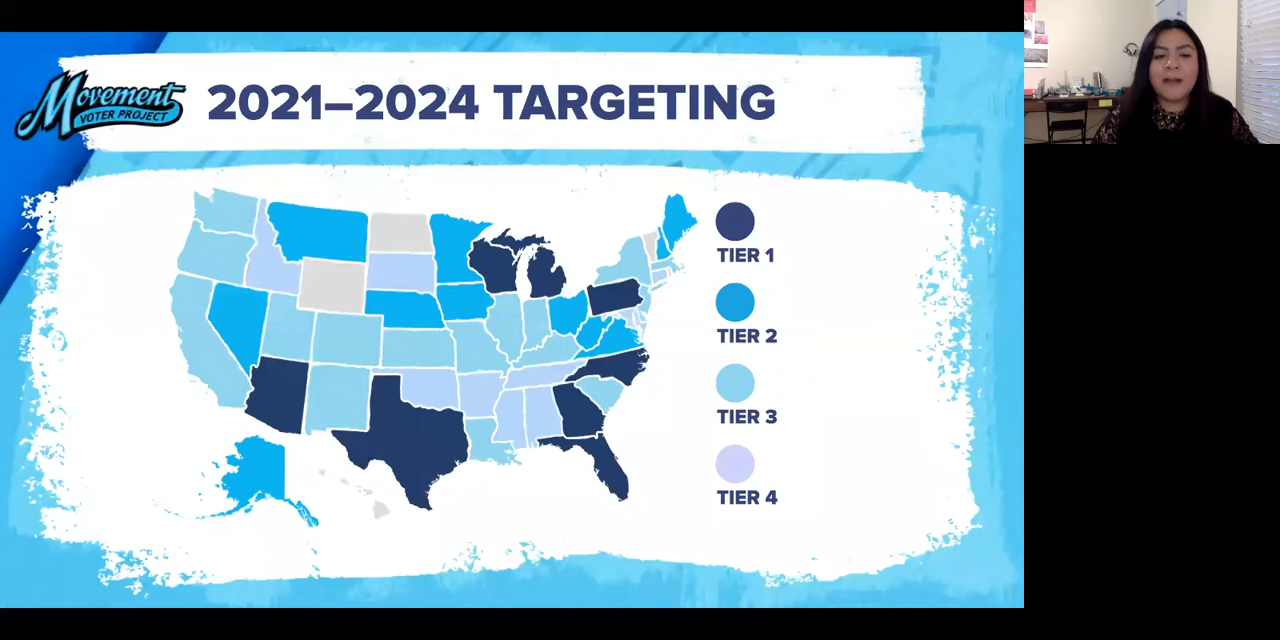 Movement
VOTER PROJECT
2021–2024 TARGETING
TIER 1
TIER 2
TIER 3
TIER 4